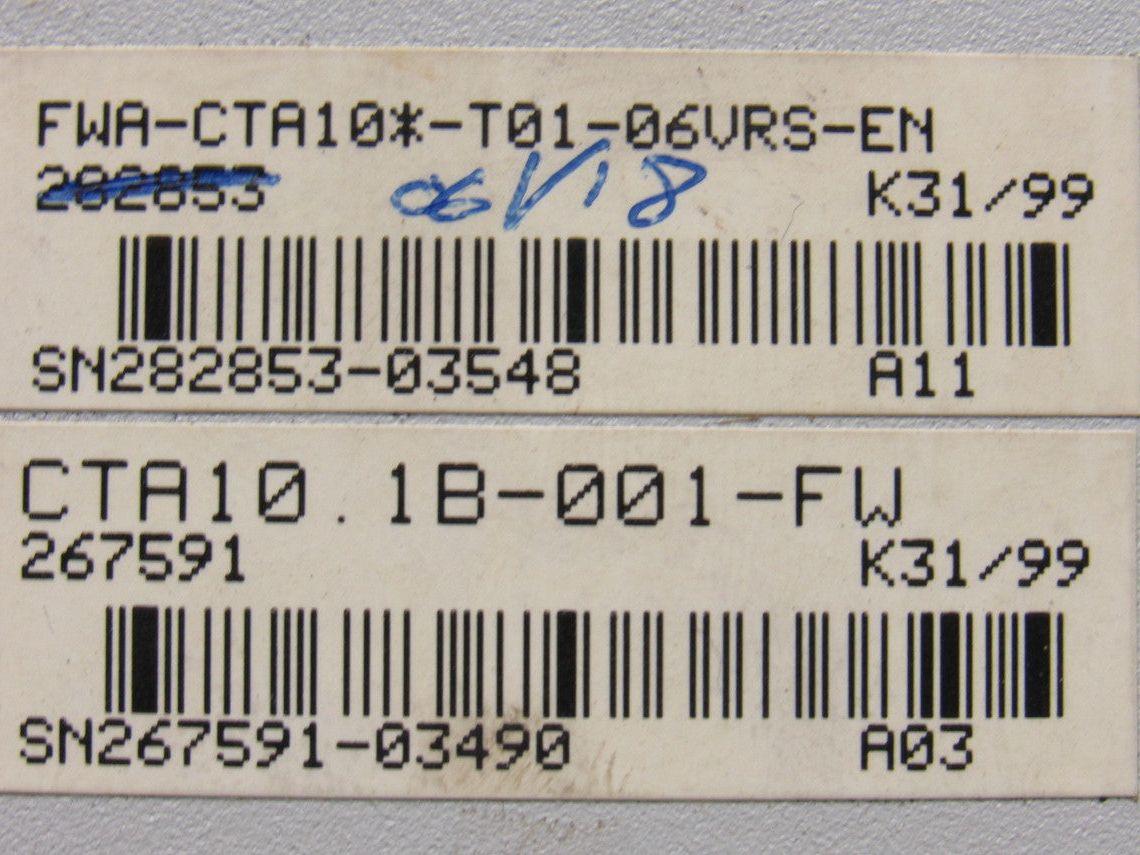 FWA-CTA10*-T01-06VRS-EN
282853 06V18 K31/99
SN282853-03548 A11
CTA10.1B-001-FW
267591 K31/99
SN267591-03490 A03